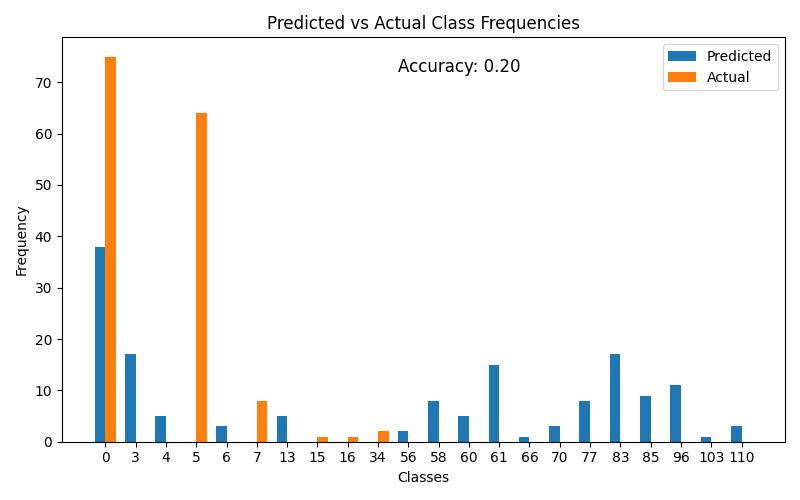 Predicted vs Actual Class Frequencies
Accuracy: 0.20
Predicted
Actual
Frequency
70
60
50
40
30
20
10
0
0 3 4 5 6 7 13 15 16 34 56 58 60 61 66 70 77 83 85 96 103 110
Classes